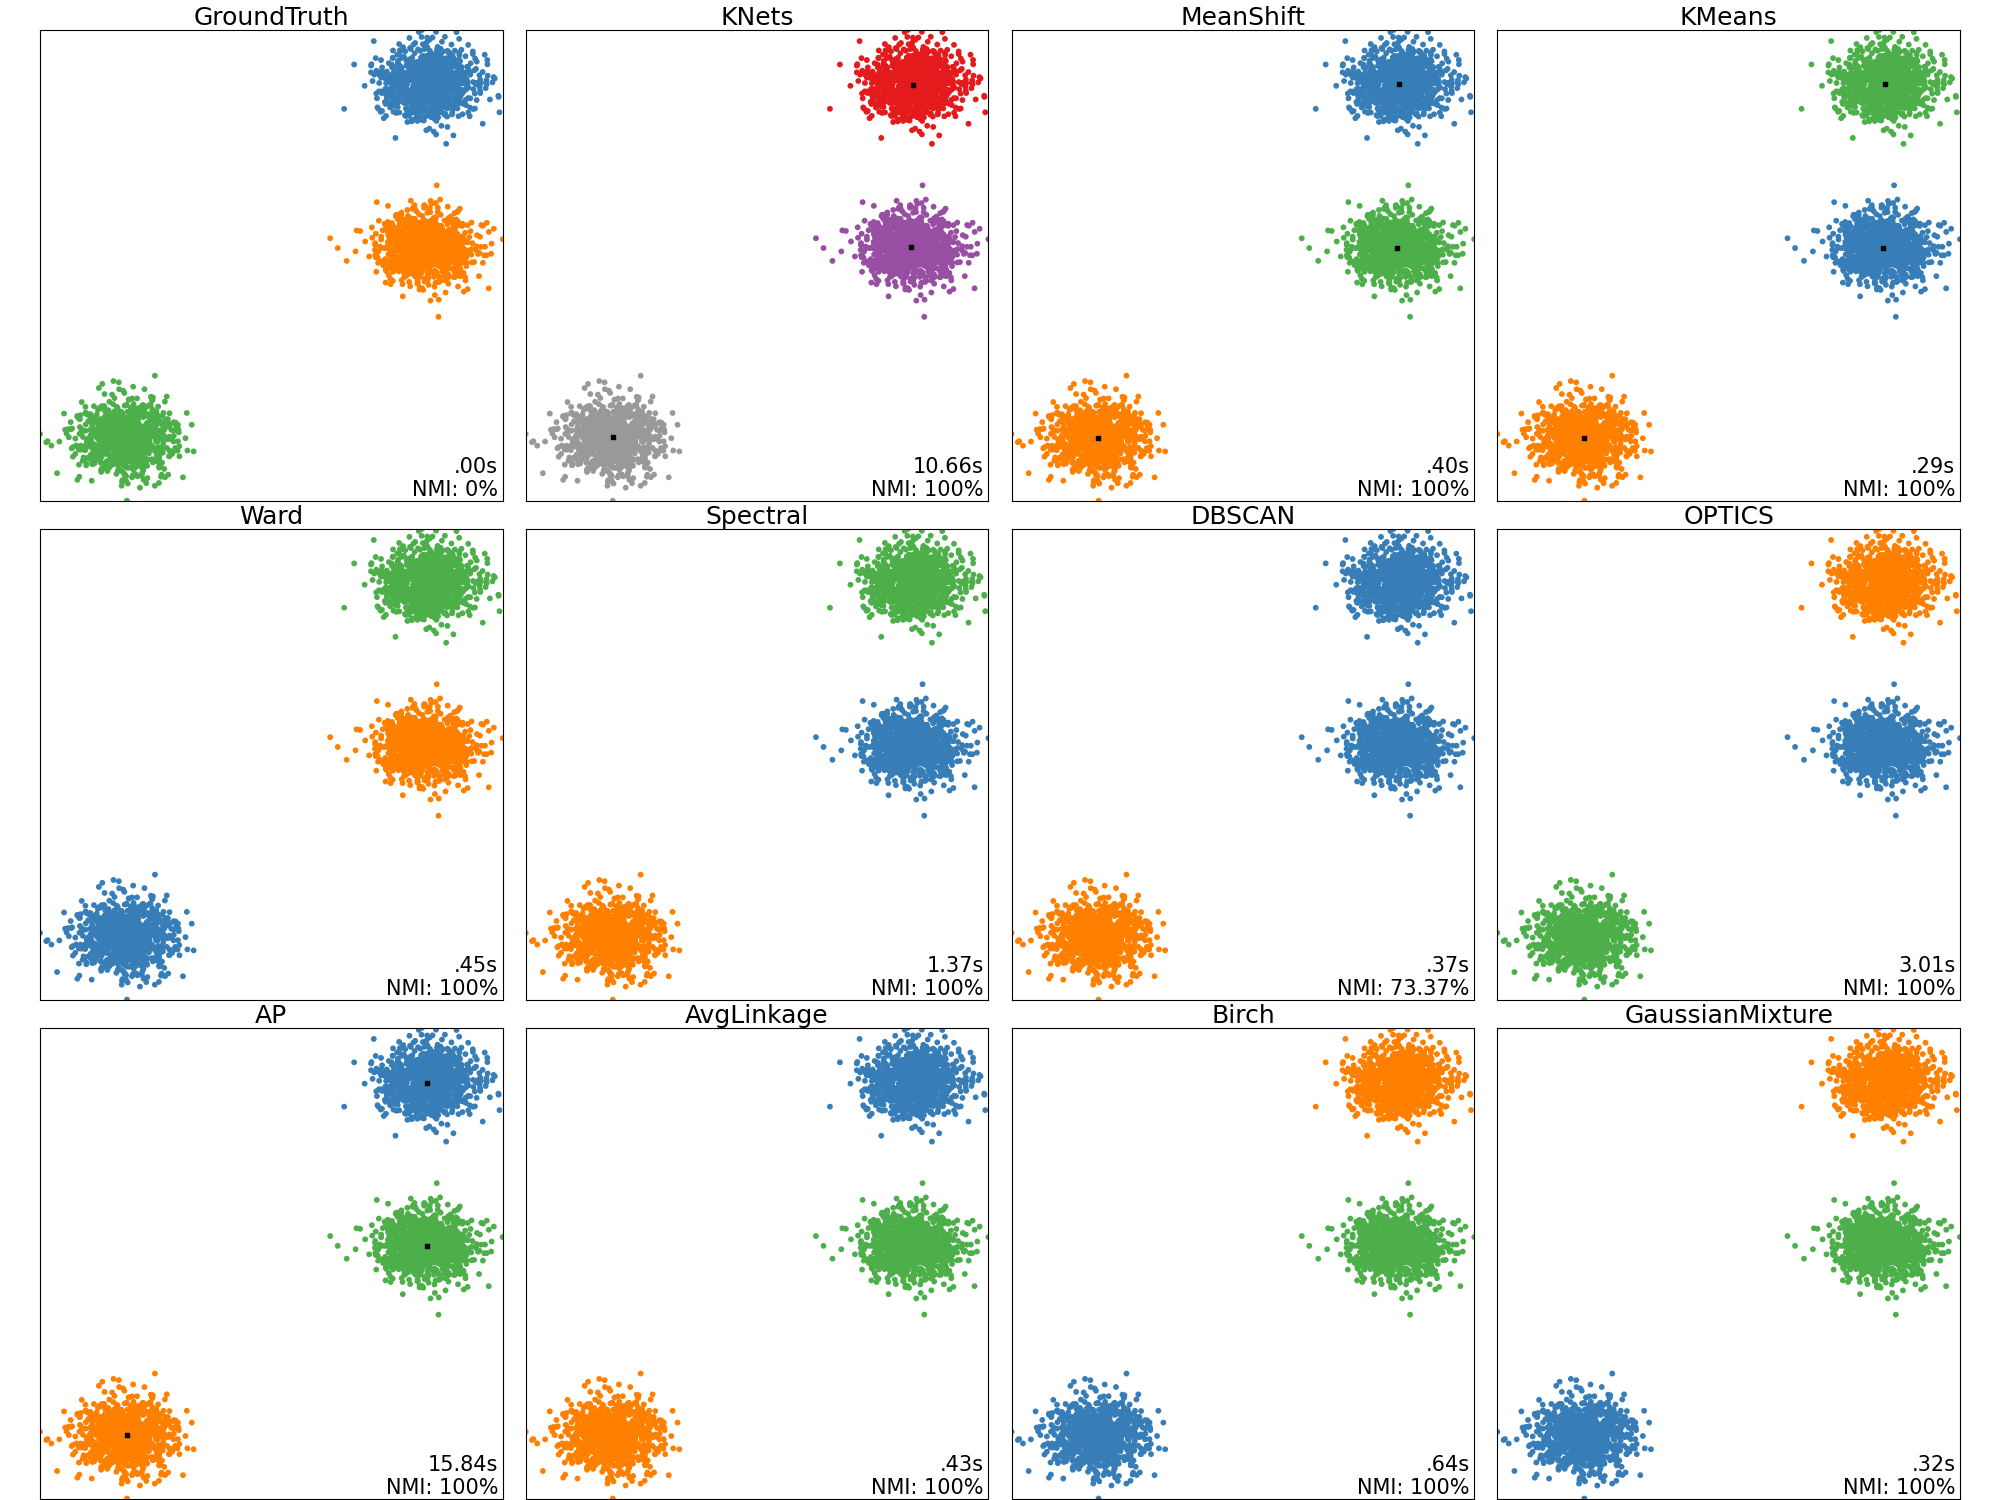 GroundTruth
.00s
NMI: 0%
KNets
10.66s
NMI: 100%
MeanShift
.40s
NMI: 100%
KMeans
.29s
NMI: 100%
Ward
.45s
NMI: 100%
Spectral
1.37s
NMI: 100%
DBSCAN
.37s
NMI: 73.37%
OPTICS
3.01s
NMI: 100%
AP
15.84s
NMI: 100%
AvgLinkage
.43s
NMI: 100%
Birch
.64s
NMI: 100%
GaussianMixture
.32s
NMI: 100%